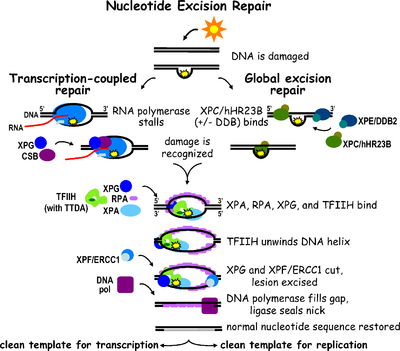 Nucleotide Excision Repair
DNA is damaged
Transcription-coupled
repair
Global excision
repair
5' 3'
DNA
RNA
RNA polymerase
stalls
XPC/hHR23B
(+/- DDB) binds
5' 3'
XPE/DDB2
XPC/hHR23B
XPG
CSB
damage is
recognized
XPG
RPA
XPA
TFIIH
(with TTDA)
5' 3'
XPA, RPA, XPG, and TFIIH bind
TFIIH unwinds DNA helix
XPF/ERCC1
5' 3'
XPG and XPF/ERCC1 cut,
lesion excised
DNA
pol
DNA polymerase fills gap,
ligase seals nick
normal nucleotide sequence restored
clean template for transcription
clean template for replication